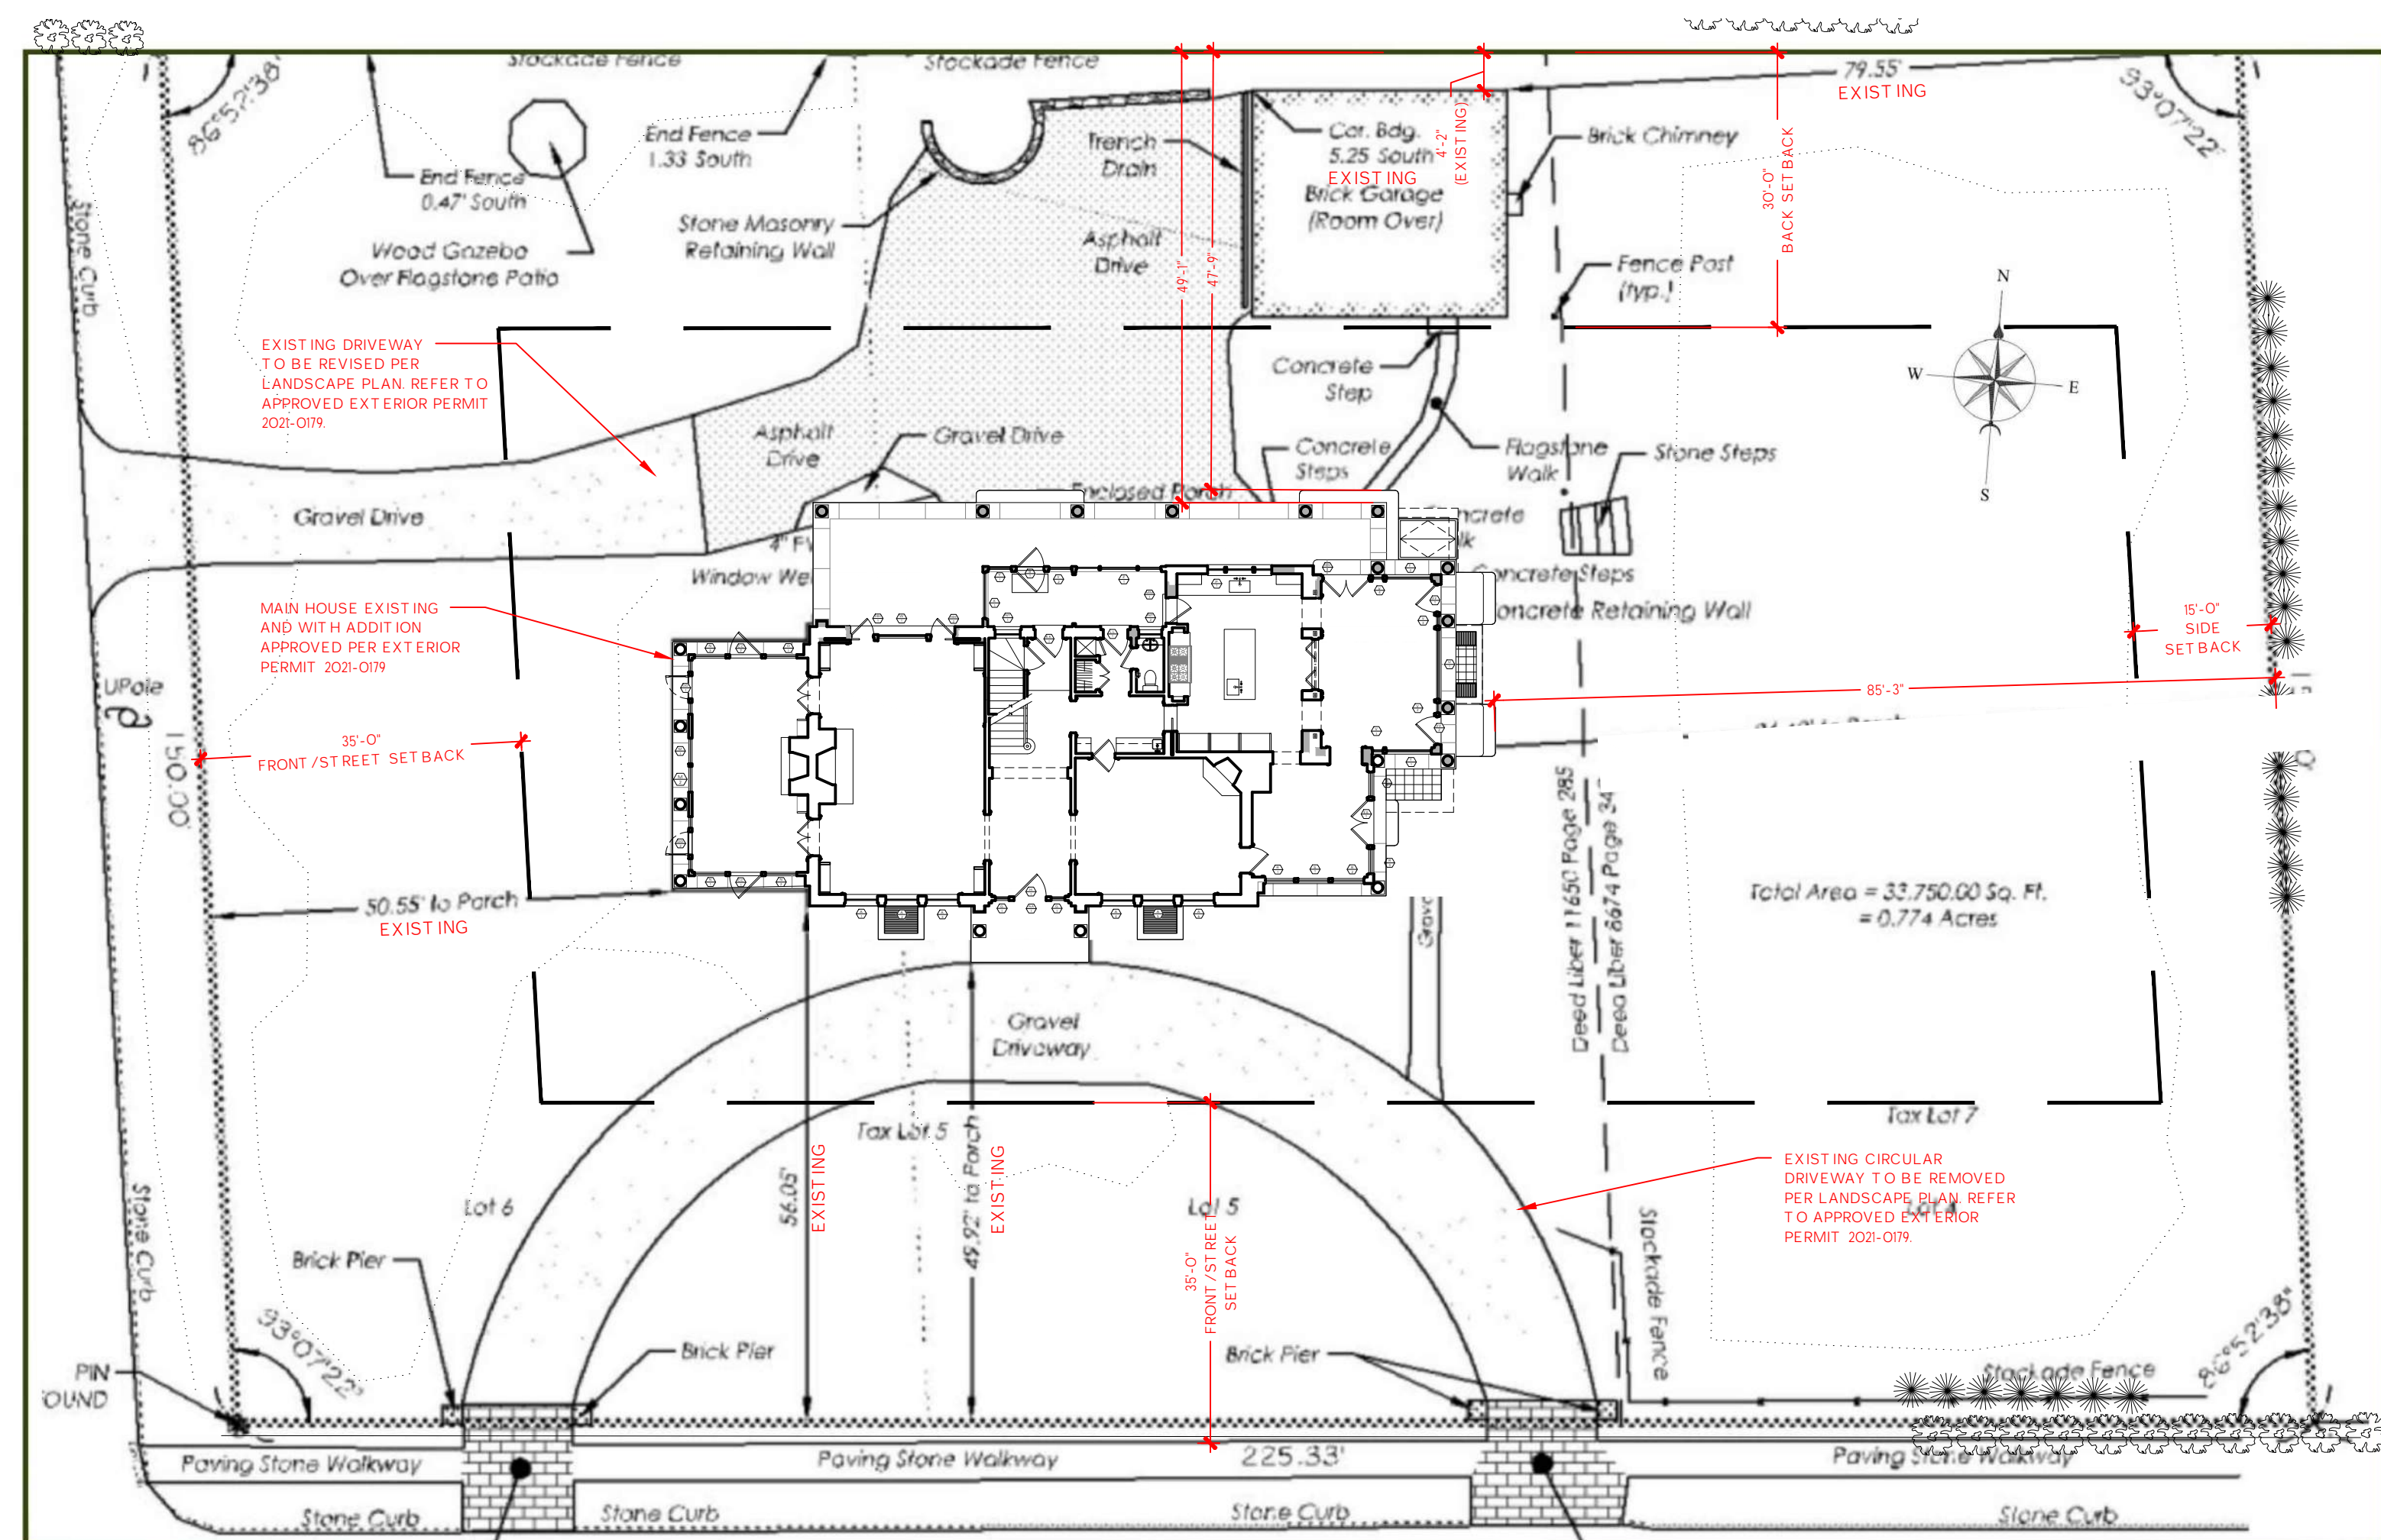 Stockade Fence
Stockade Fence
79.55'
EXISTING
86°52'38"
93°07'22"
End Fence
1.33 South
Trench
Drain
Cor. Bdg.
5.25 South
EXISTING
Brick Garage
(Room Over)
4'-2"
(EXISTING)
Brick Chimney
30'-0"
BACK SETBACK
End Fence
0.47' South
Stone Curb
Stone Masonry
Retaining Wall
Asphalt
Drive
49'-1"
47'-9"
Wood Gazebo
Over Flagstone Patio
Fence Post
(typ.)
N
W
E
S
EXISTING DRIVEWAY
TO BE REVISED PER
LANDSCAPE PLAN. REFER TO
APPROVED EXTERIOR PERMIT
2021-0179.
Concrete
Step
Asphalt
Drive
Gravel Drive
Concrete
Steps
Flagstone
Walk
Stone Steps
Enclosed Porch
Gravel Drive
Window We
Concrete Steps
oncrete Retaining Wall
MAIN HOUSE EXISTING
AND WITH ADDITION
APPROVED PER EXTERIOR
PERMIT 2021-0179
15'-0"
SIDE
SETBACK
UPole
85'-3"
150.00'
35'-0"
FRONT/STREET SETBACK
Deed Liber 11650 Page 285
Deed Liber 6674 Page 34
50.55' to Porch
EXISTING
Total Area = 33,750.00 Sq. Ft.
= 0.774 Acres
Grave
Gravel
Driveway
Tax Lot 5
Tax Lot 7
56.05'
EXISTING
49.92' to Porch
EXISTING
Lot 6
Lot 5
35'-0"
FRONT/STREET
SETBACK
EXISTING CIRCULAR
DRIVEWAY TO BE REMOVED
PER LANDSCAPE PLAN. REFER
TO APPROVED EXTERIOR
PERMIT 2021-0179.
Lot 4
Stone Curb
Stockade Fence
Brick Pier
Brick Pier
Brick Pier
93°07'22"
86°52'38"
PIN
OUND
Stockade Fence
Paving Stone Walkway
Paving Stone Walkway
225.33'
Paving Stone Walkway
Stone Curb
Stone Curb
Stone Curb
Stone Curb